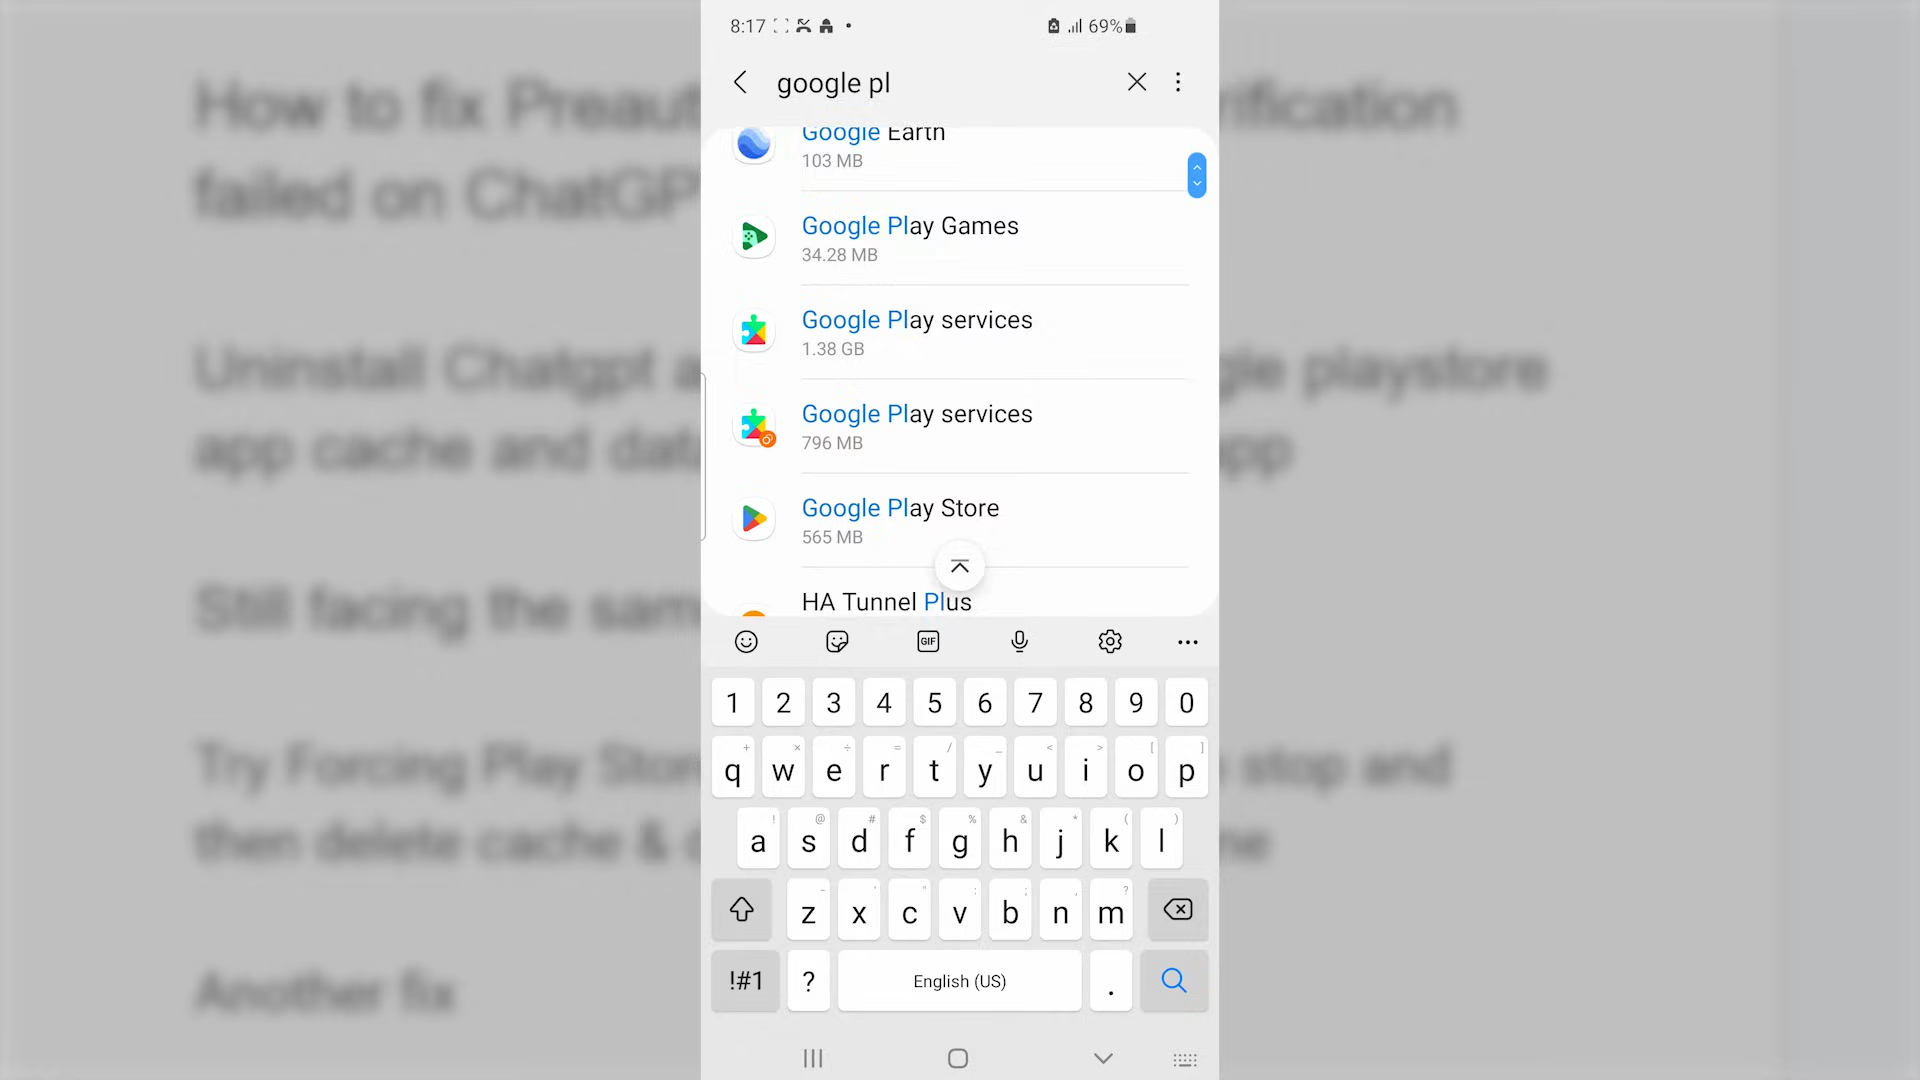 How to fix Preaut
rification
failed on ChatGP
Uninstall Chatgpt a
gle playstore
app cache and data
pp
Still facing the sam
Try Forcing Play Stor
stop and
then delete cache &
ne
Another fix
8:17
69%
google pl
Google Earth
103 MB
Google Play Games
34.28 MB
Google Play services
1.38 GB
Google Play services
796 MB
Google Play Store
565 MB
HA Tunnel Plus
GIF
1 2 3 4 5 6 7 8 9 0
+ × ÷ = / _ < > [ ]
q w e r t y u i o p
! @ # $ % & * ( )
a s d f g h j k l
- ' " : ; , ?
z x c v b n m
!#1 ? English (US) .